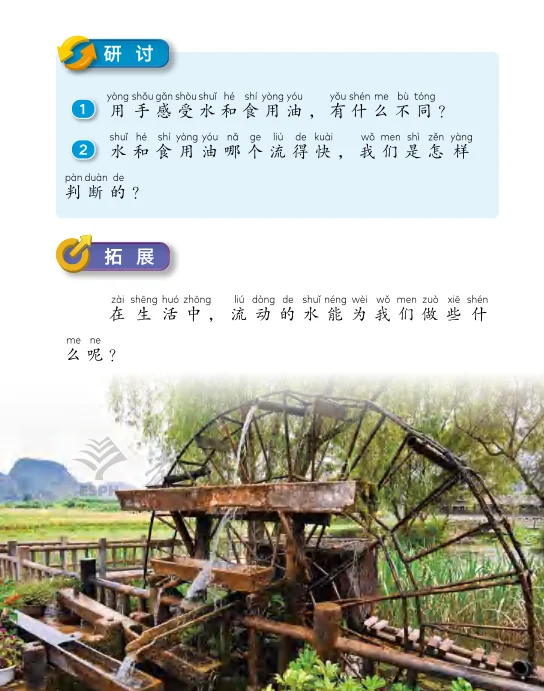 研讨
yòng shǒu gǎn shòu shuǐ hé shí yòng yóu yǒu shén me bù tóng
1 用手感受水和食用油，有什么不同？
shuǐ hé shí yòng yóu nǎ ge liú de kuài wǒ men shì zěn yàng
2 水和食用油哪个流得快，我们是怎样
pàn duàn de
判断的？
拓展
zài shēng huó zhōng liú dòng de shuǐ néng wèi wǒ men zuò xiē shén
在生活中，流动的水能为我们做些什
me ne
么呢？
ESPH